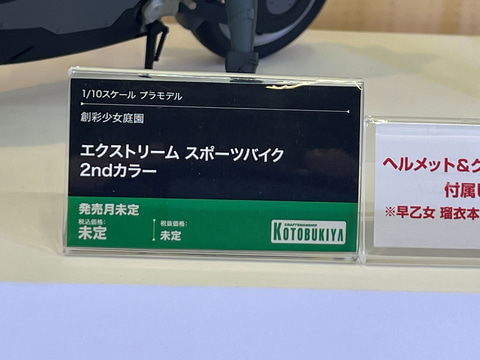 1/10スケール プラモデル
創彩少女庭園
エクストリーム スポーツバイク
2ndカラー
発売月未定
税込価格:
未定
税抜価格:
未定
CRAFTSMANSHIP
KOTOBUKIYA
ヘルメット&グ
付属し
※早乙女 瑠衣本